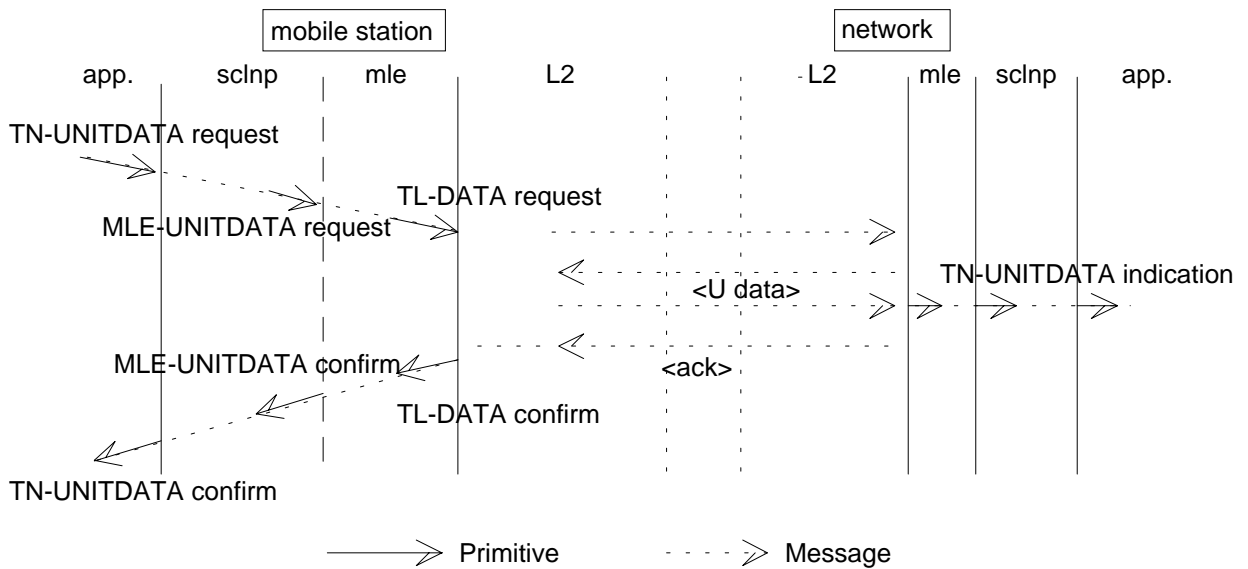 mobile station
network
app. sclnp mle L2 L2 mle sclnp app.
TN-UNITDATA request
TL-DATA request
MLE-UNITDATA request
TN-UNITDATA indication
<U data>
MLE-UNITDATA confirm
<ack>
TL-DATA confirm
TN-UNITDATA confirm
Primitive
Message